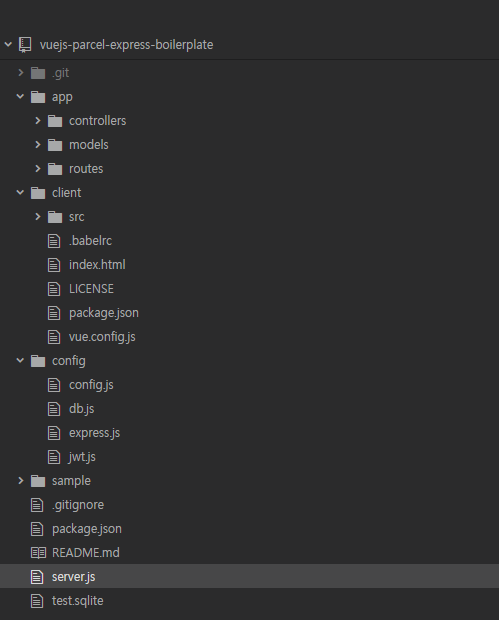 vuejs-parcel-express-boilerplate
.git
app
controllers
models
routes
client
src
.babelrc
index.html
LICENSE
package.json
vue.config.js
config
config.js
db.js
express.js
jwt.js
sample
.gitignore
package.json
README.md
server.js
test.sqlite